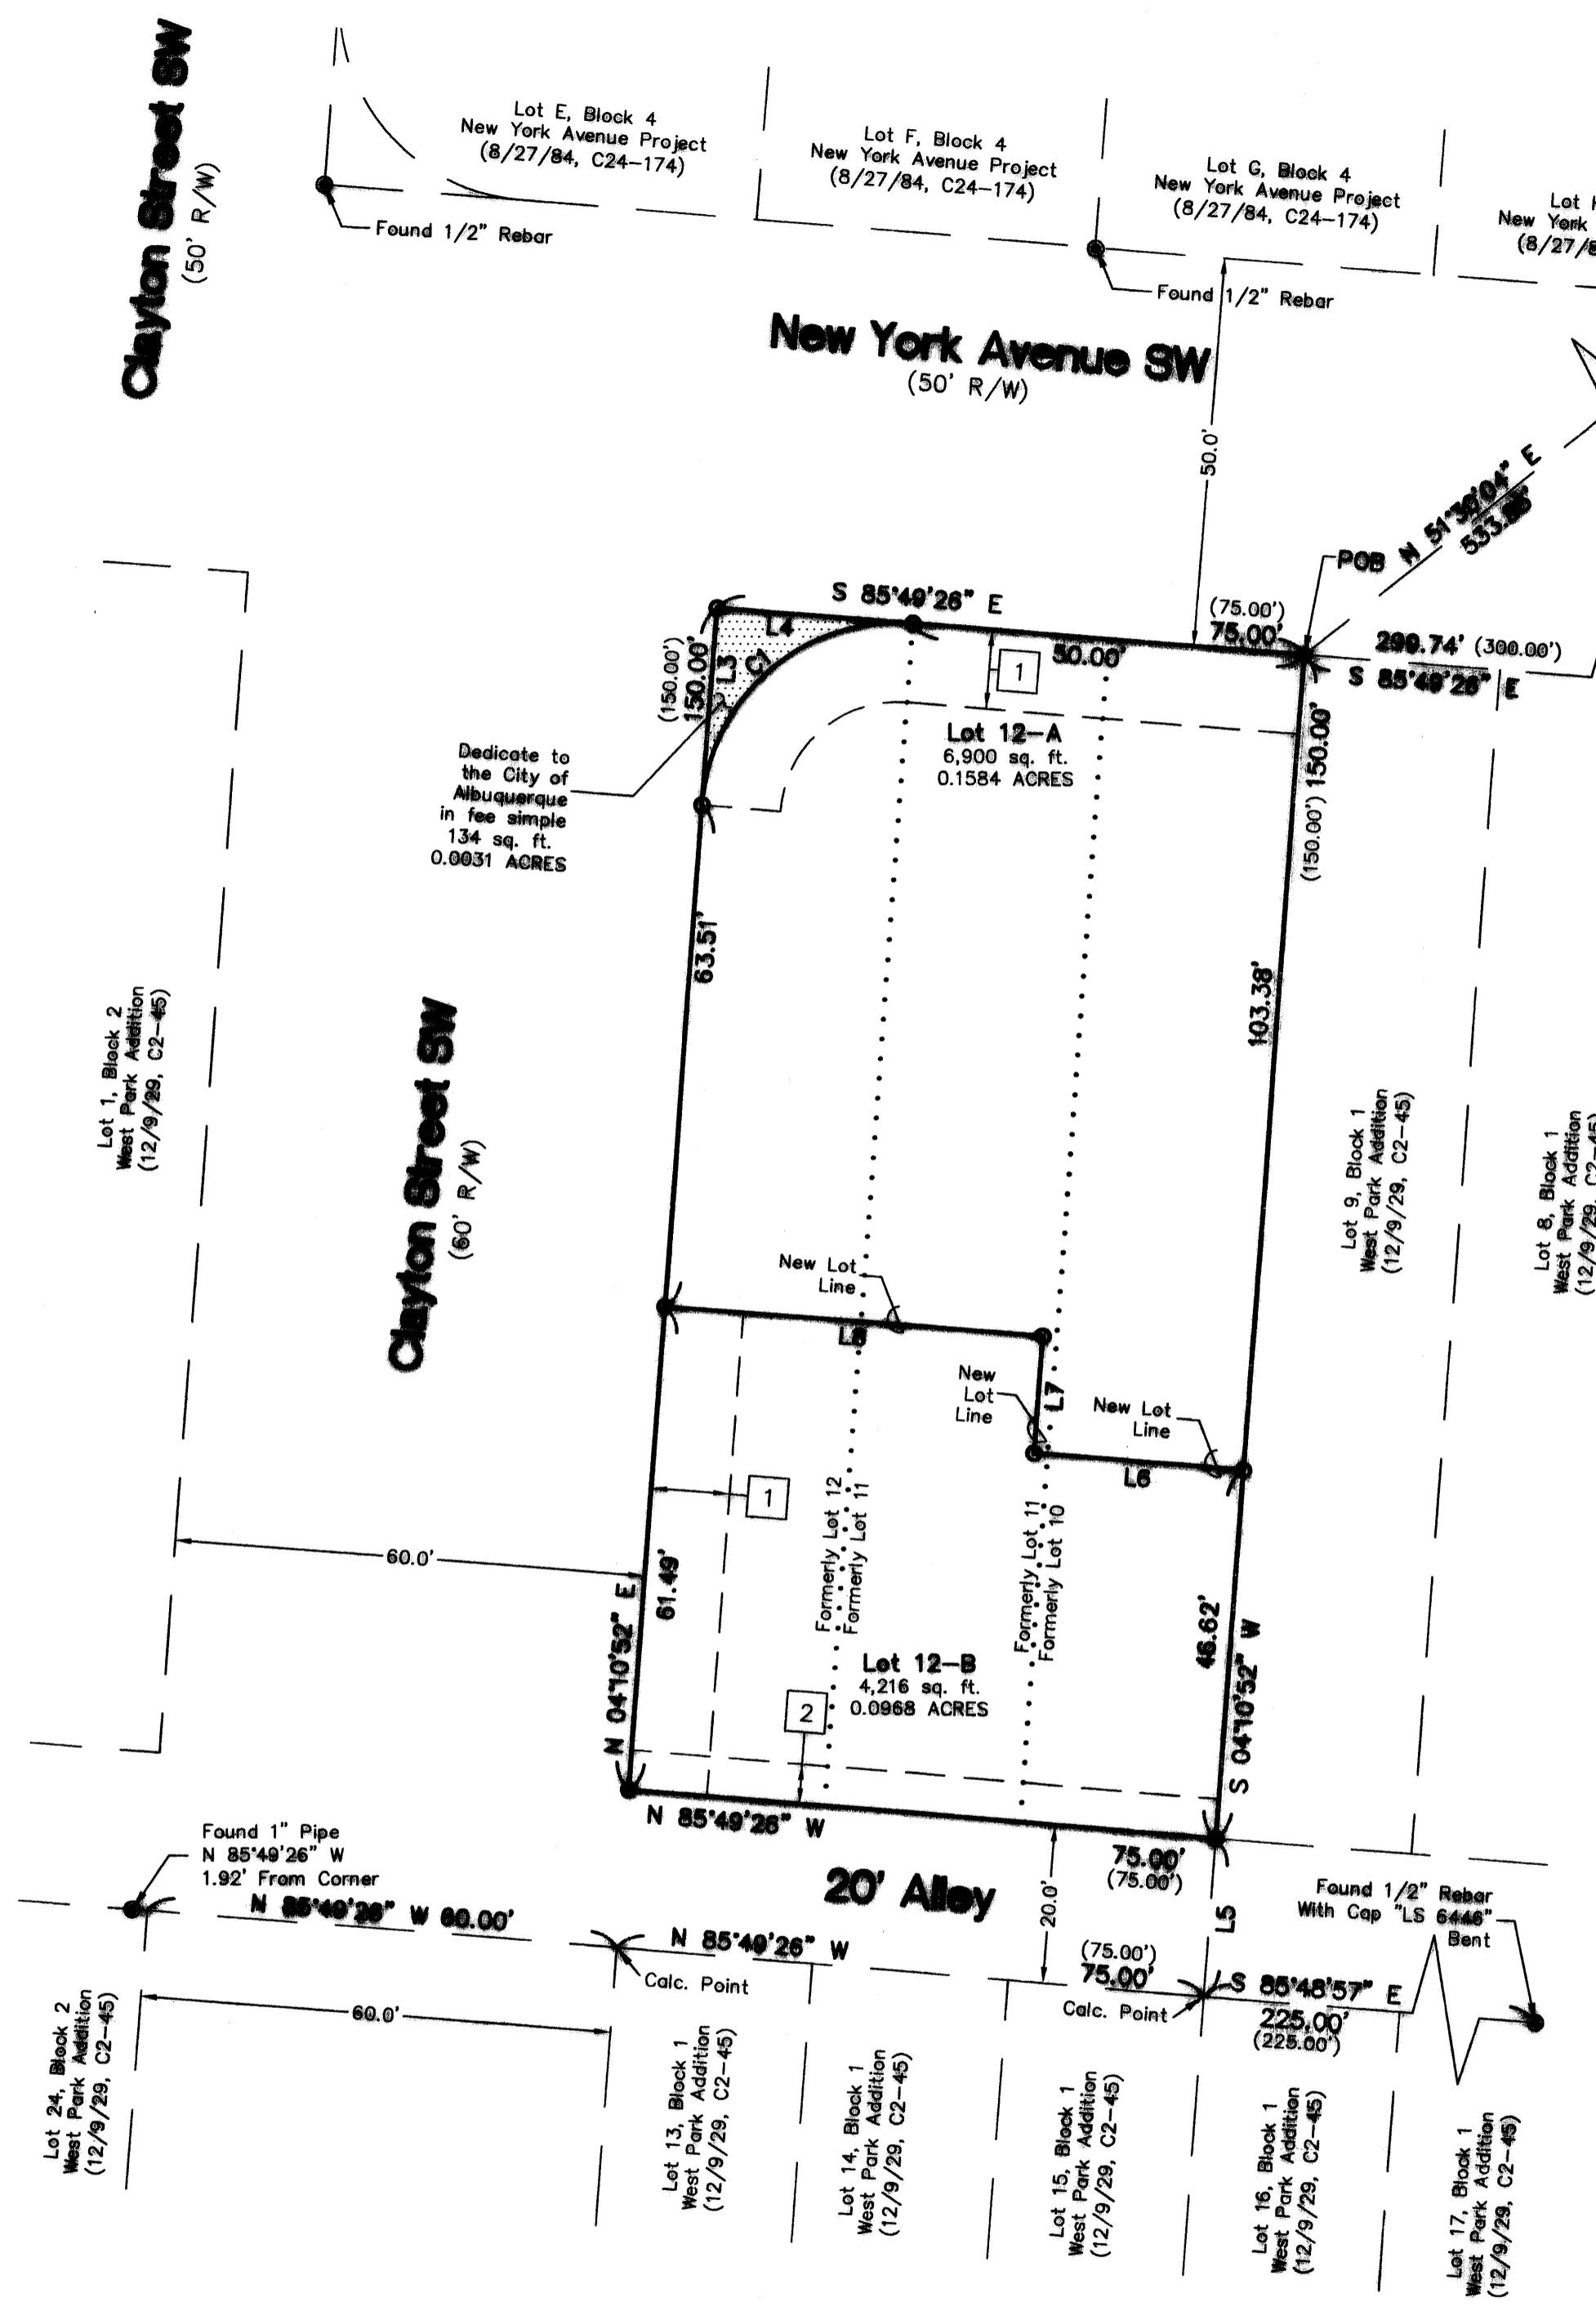 Clayton Street SW
(50' R/W)
Lot E, Block 4
New York Avenue Project
(8/27/84, C24-174)
Lot F, Block 4
New York Avenue Project
(8/27/84, C24-174)
Lot G, Block 4
New York Avenue Project
(8/27/84, C24-174)
Lot
New York
(8/27/8
Found 1/2" Rebar
Found 1/2" Rebar
New York Avenue SW
(50' R/W)
50.0'
N 51°30'04" E
POB
S 85°49'26" E
(75.00')
75.00'
50.00'
299.74' (300.00')
S 85°49'26" E
L4
L3
C1
(150.00')
150.00'
1
Lot 12-A
6,900 sq. ft.
0.1584 ACRES
(150.00') 150.00'
Dedicate to
the City of
Albuquerque
in fee simple
134 sq. ft.
0.0031 ACRES
63.51'
103.38'
Lot 1, Block 2
West Park Addition
(12/9/29, C2-45)
Clayton Street SW
(60' R/W)
Lot 9, Block 1
West Park Addition
(12/9/29, C2-45)
Lot 8, Block 1
West Park Addition
(12/9/29, C2-45)
New Lot
Line
New
Lot
Line
L7
New Lot
Line
L6
1
Formerly Lot 12
Formerly Lot 11
Formerly Lot 11
Formerly Lot 10
60.0'
61.49'
N 04°10'52" E
46.62'
S 04°10'52" W
Lot 12-B
4,216 sq. ft.
0.0968 ACRES
2
N 85°49'26" W
75.00'
(75.00')
20' Alley
20.0'
L5
Found 1" Pipe
N 85°49'26" W
1.92' From Corner
N 85°49'26" W 60.00'
N 85°49'26" W
Calc. Point
(75.00')
75.00'
Calc. Point
Found 1/2" Rebar
With Cap "LS 6446"
Bent
S 85°48'57" E
225.00'
(225.00')
60.0'
Lot 24, Block 2
West Park Addition
(12/9/29, C2-45)
Lot 13, Block 1
West Park Addition
(12/9/29, C2-45)
Lot 14, Block 1
West Park Addition
(12/9/29, C2-45)
Lot 15, Block 1
West Park Addition
(12/9/29, C2-45)
Lot 16, Block 1
West Park Addition
(12/9/29, C2-45)
Lot 17, Block 1
West Park Addition
(12/9/29, C2-45)